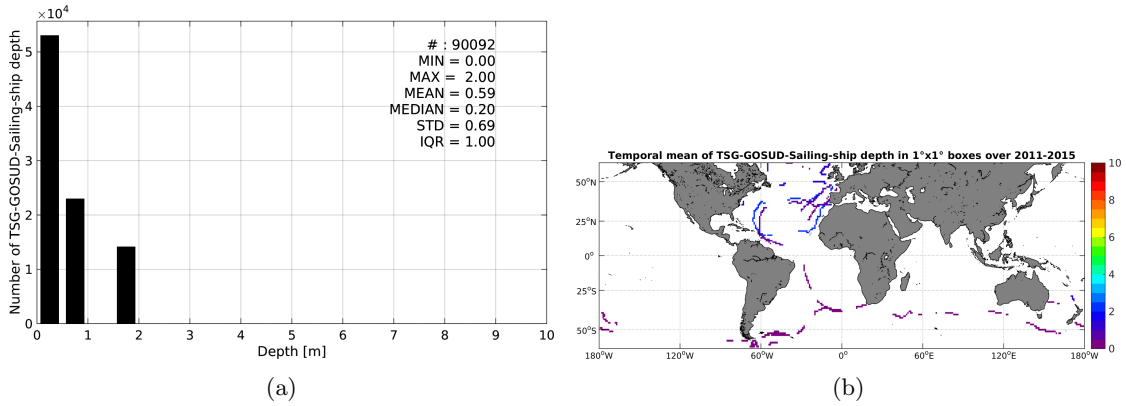 ×10⁴
5
4
3
2
1
0
Number of TSG-GOSUD-Sailing-ship depth
# : 90092
MIN = 0.00
MAX = 2.00
MEAN = 0.59
MEDIAN = 0.20
STD = 0.69
IQR = 1.00
0 1 2 3 4 5 6 7 8 9 10
Depth [m]
(a)
Temporal mean of TSG-GOSUD-Sailing-ship depth in 1°x1° boxes over 2011-2015
50°N
25°N
0°
25°S
50°S
180°W 120°W 60°W 0° 60°E 120°E 180°W
10
8
6
4
2
0
(b)